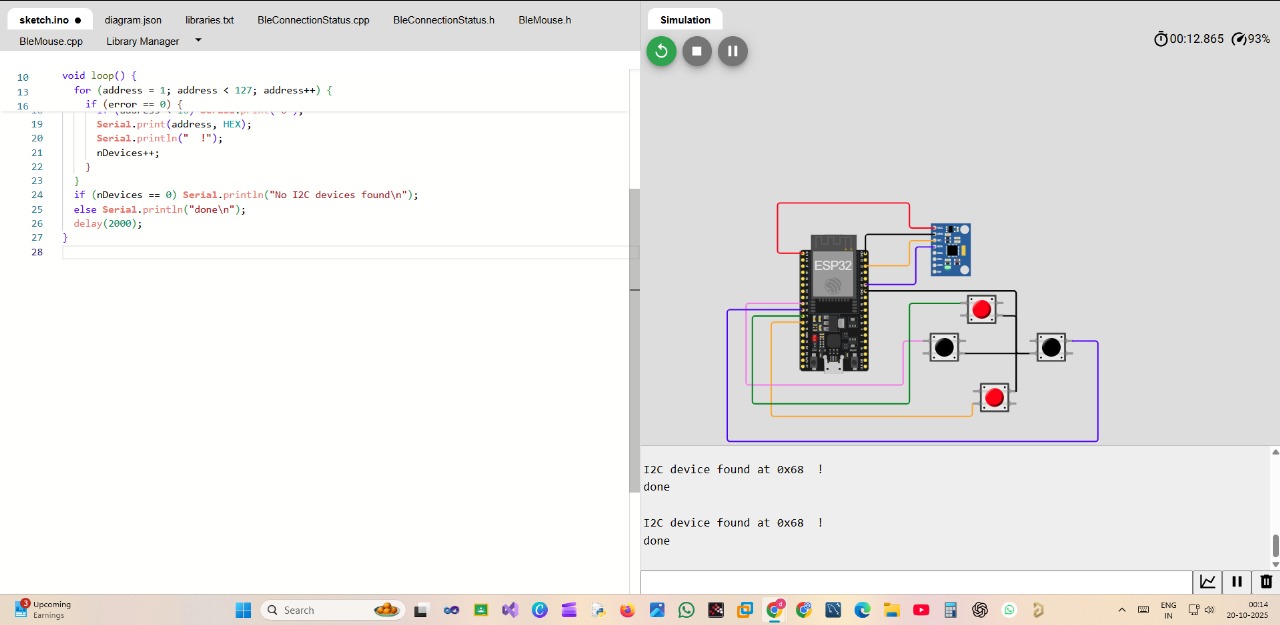 sketch.ino ● diagram.json libraries.txt BleConnectionStatus.cpp BleConnectionStatus.h BleMouse.h
BleMouse.cpp Library Manager
10 void loop() {
13 for (address = 1; address < 127; address++) {
16 if (error == 0) {
19 Serial.print(address, HEX);
20 Serial.println("  !");
21 nDevices++;
22 }
23 }
24 if (nDevices == 0) Serial.println("No I2C devices found\n");
25 else Serial.println("done\n");
26 delay(2000);
27 }
28
Simulation
00:12.865 93%
ESP32
I2C device found at 0x68  !
done
I2C device found at 0x68  !
done
3
Upcoming
Earnings
Search
ENG
IN
00:14
20-10-2025